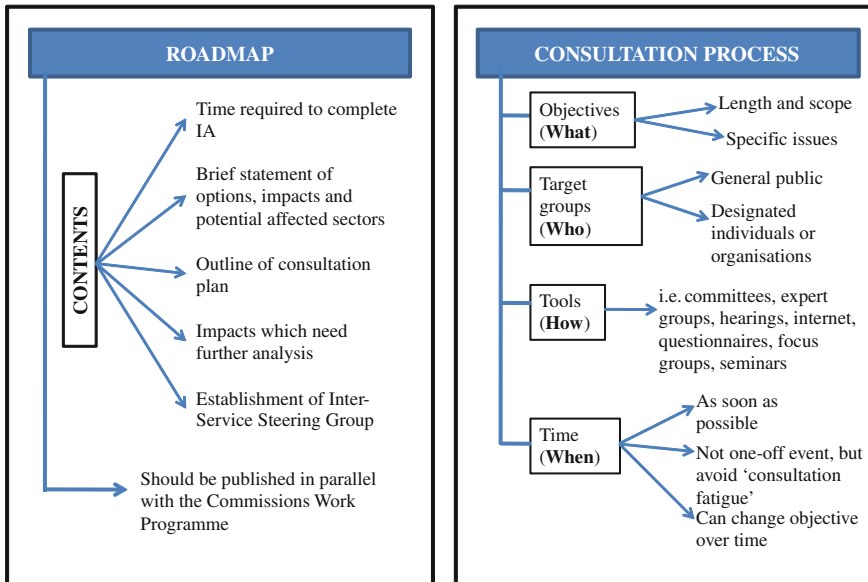 ROADMAP
CONTENTS
Time required to complete
IA
Brief statement of
options, impacts and
potential affected sectors
Outline of consultation
plan
Impacts which need
further analysis
Establishment of Inter-
Service Steering Group
Should be published in parallel
with the Commissions Work
Programme
CONSULTATION PROCESS
Objectives
(What)
Length and scope
Specific issues
Target
groups
(Who)
General public
Designated
individuals or
organisations
Tools
(How)
i.e. committees, expert
groups, hearings, internet,
questionnaires, focus
groups, seminars
Time
(When)
As soon as
possible
Not one-off event, but
avoid ‘consultation
fatigue’
Can change objective
over time